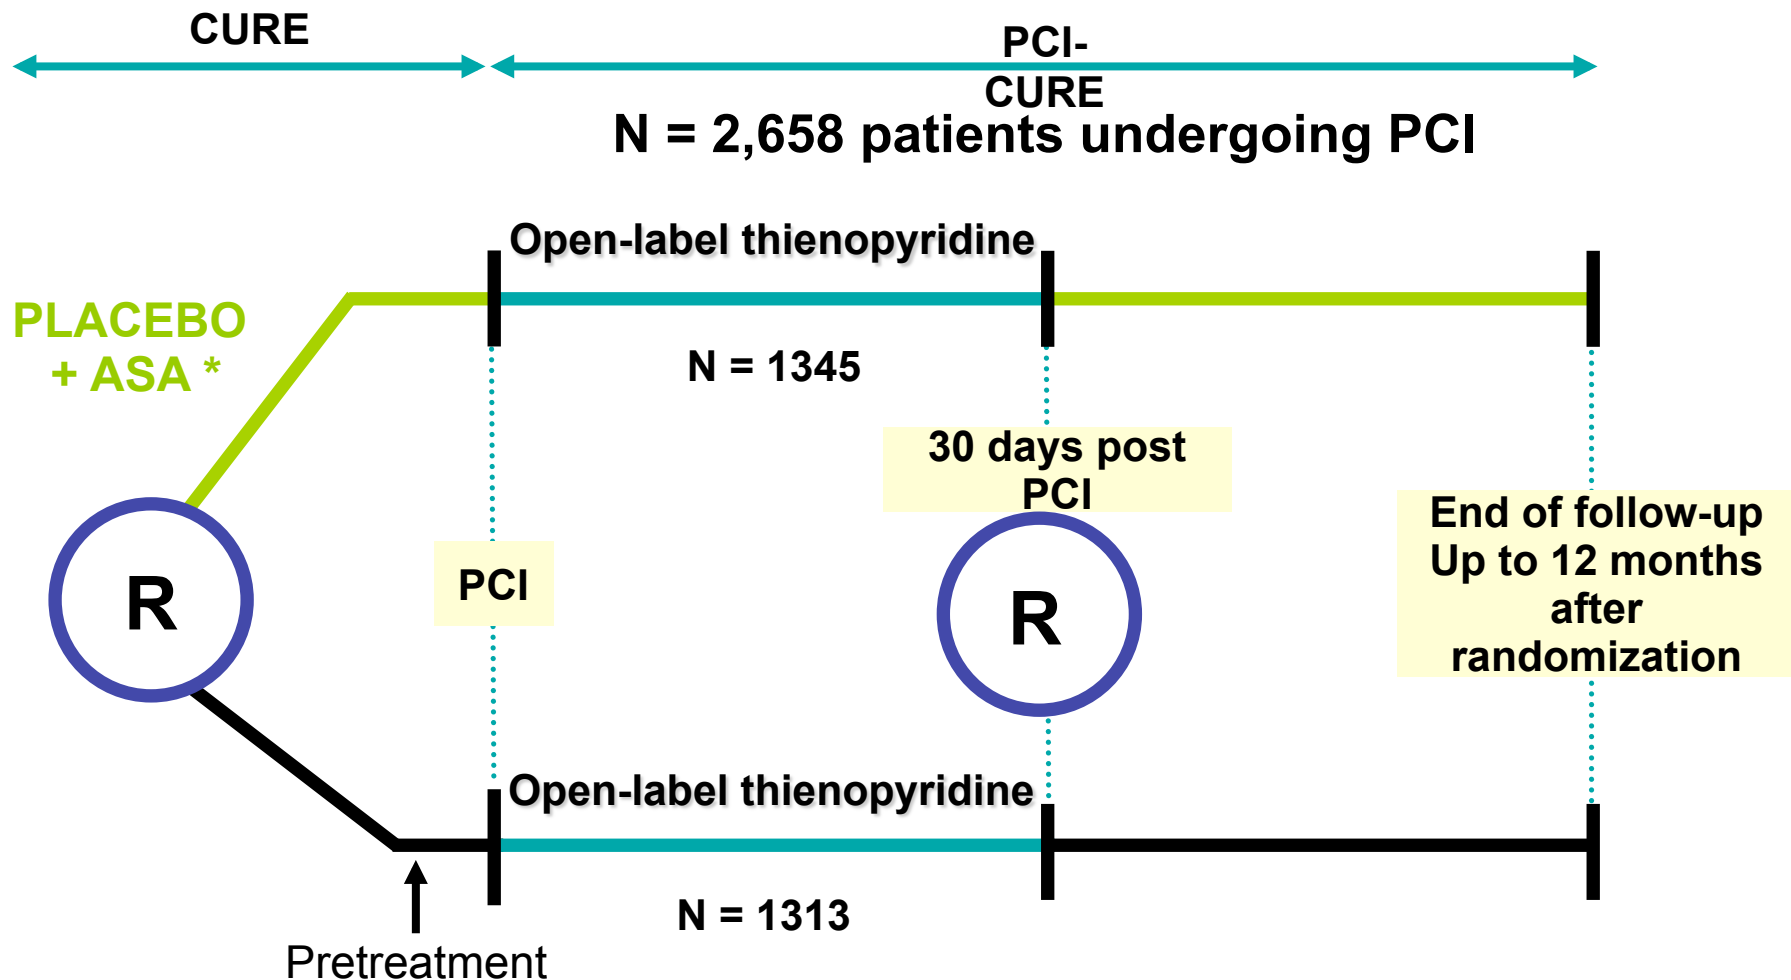 CURE
PCI-
CURE
N = 2,658 patients undergoing PCI
Open-label thienopyridine
PLACEBO
+ ASA *
N = 1345
30 days post
PCI
End of follow-up
Up to 12 months
after
randomization
PCI
R
R
Open-label thienopyridine
N = 1313
Pretreatment